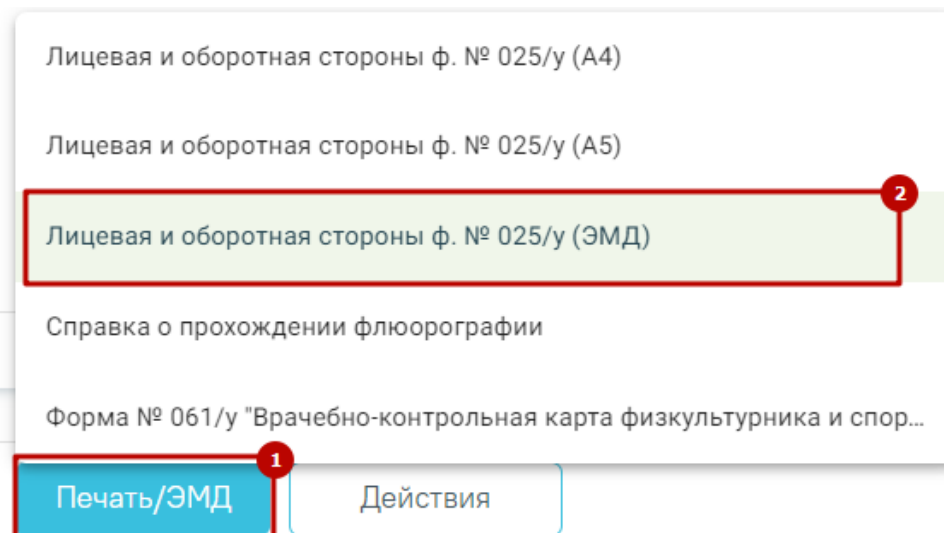 Лицевая и оборотная стороны ф. № 025/у (А4)
Лицевая и оборотная стороны ф. № 025/у (А5)
2
Лицевая и оборотная стороны ф. № 025/у (ЭМД)
Справка о прохождении флюорографии
Форма № 061/у "Врачебно-контрольная карта физкультурника и спор...
1
Печать/ЭМД Действия